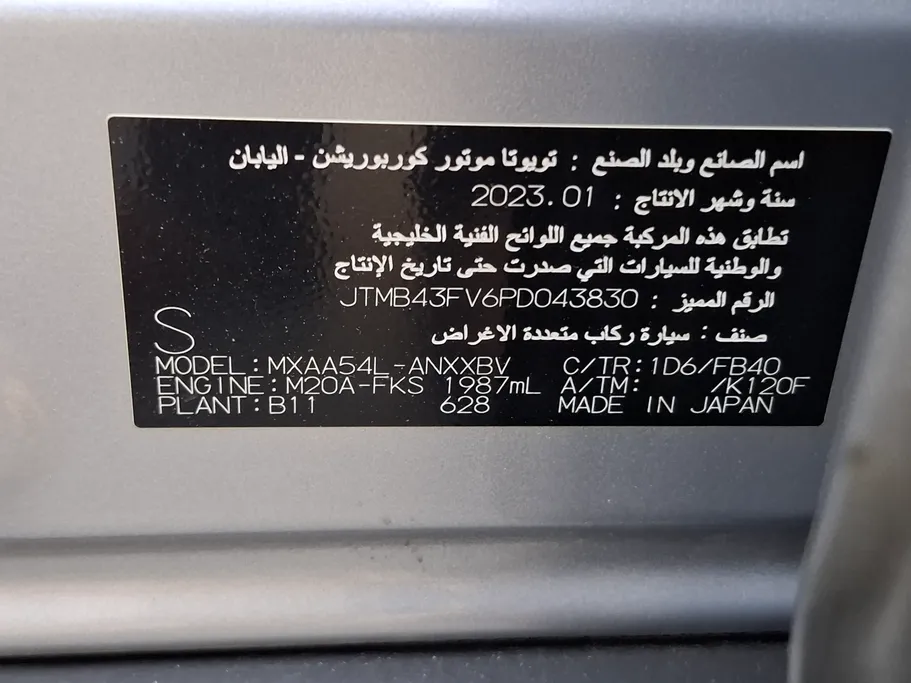 اسم الصانع وبلد الصنع : تويوتا موتور كوربوريشن - اليابان
سنة وشهر الانتاج : 2023.01
تطابق هذه المركبة جميع اللوائح الفنية الخليجية
والوطنية للسيارات التي صدرت حتى تاريخ الإنتاج
الرقم المميز : JTMB43FV6PD043830
صنف : سيارة ركاب متعددة الاغراض
S
MODEL:MXAA54L-ANXXBV C/TR:1D6/FB40
ENGINE:M20A-FKS 1987mL A/TM: /K120F
PLANT:B11 628 MADE IN JAPAN